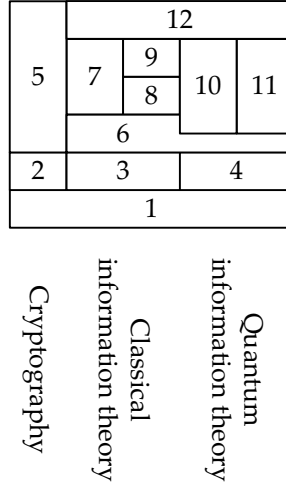 12
5
7
9
8
10
11
6
2
3
4
1
Cryptography
Classical
information theory
Quantum
information theory